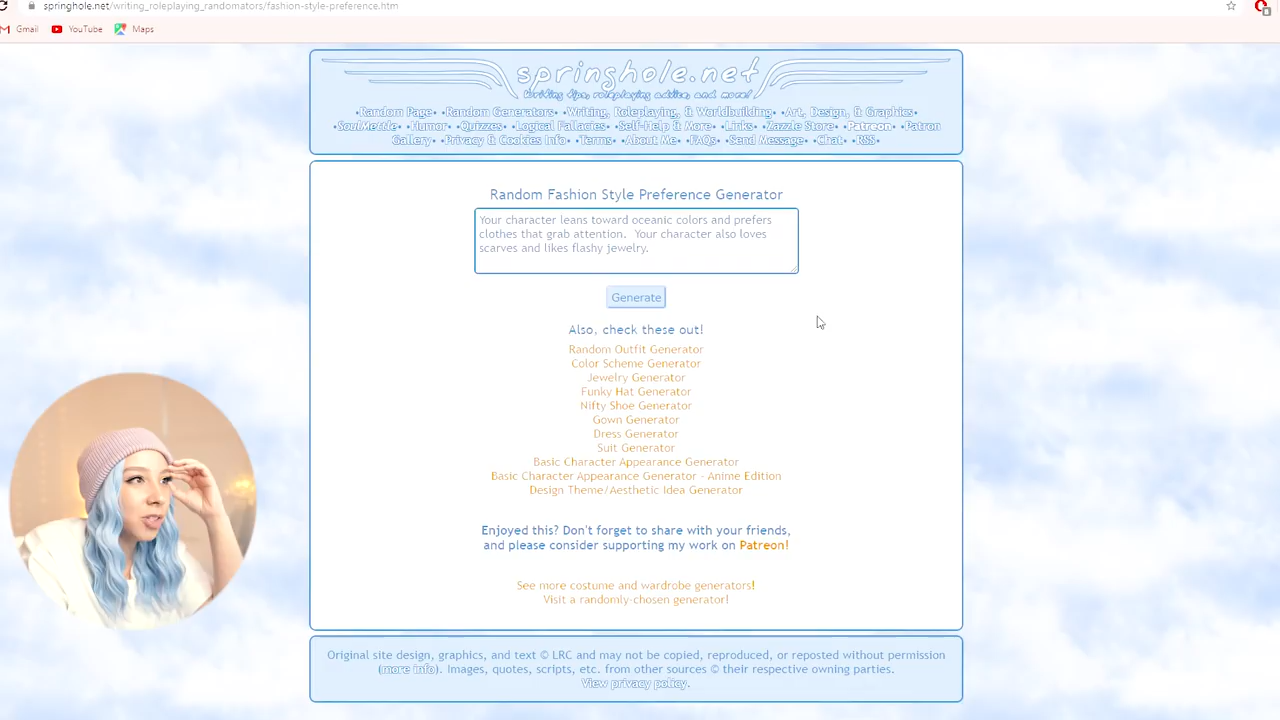 springhole.net/writing_roleplaying_randomators/fashion-style-preference.htm
Gmail YouTube Maps
springhole.net
Writing tips, roleplaying advice, and more!
•Random Page• •Random Generators• •Writing, Roleplaying, & Worldbuilding• •Art, Design, & Graphics•
•SoulMettle• •Humor• •Quizzes• •Logical Fallacies• •Self-Help & More• •Links• •Zazzle Store• •Patreon• •Patron
Gallery• •Privacy & Cookies Info• •Terms• •About Me• •FAQs• •Send Message• •Chat• •RSS•
Random Fashion Style Preference Generator
Your character leans toward oceanic colors and prefers
clothes that grab attention. Your character also loves
scarves and likes flashy jewelry.
Generate
Also, check these out!
Random Outfit Generator
Color Scheme Generator
Jewelry Generator
Funky Hat Generator
Nifty Shoe Generator
Gown Generator
Dress Generator
Suit Generator
Basic Character Appearance Generator
Basic Character Appearance Generator - Anime Edition
Design Theme/Aesthetic Idea Generator
Enjoyed this? Don't forget to share with your friends,
and please consider supporting my work on Patreon!
See more costume and wardrobe generators!
Visit a randomly-chosen generator!
Original site design, graphics, and text © LRC and may not be copied, reproduced, or reposted without permission
(more info). Images, quotes, scripts, etc. from other sources © their respective owning parties.
View privacy policy.